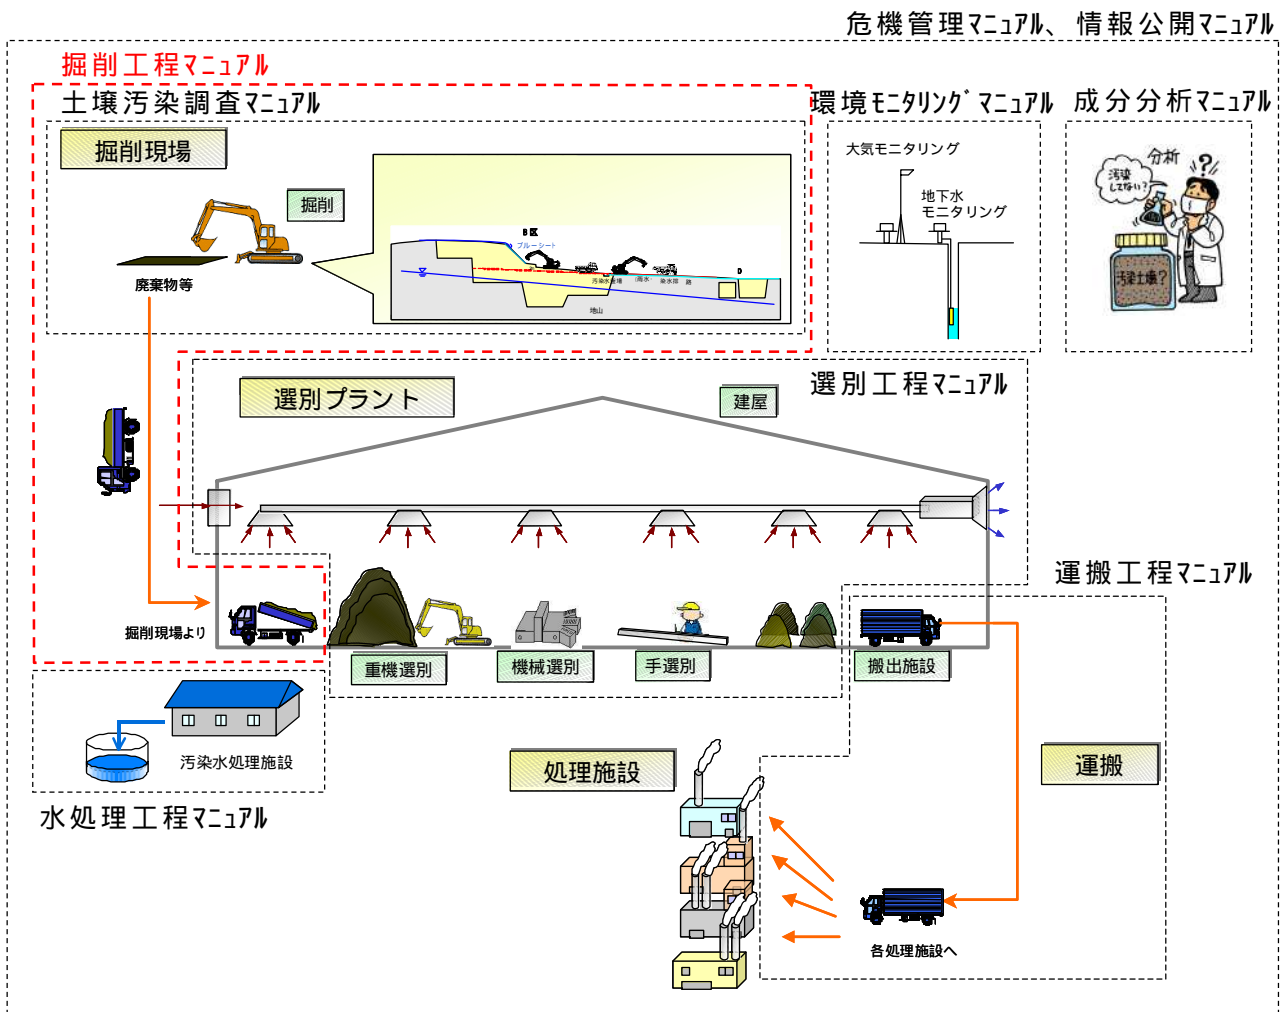 危機管理マニュアル、情報公開マニュアル
掘削工程マニュアル
土壌汚染調査マニュアル
環境モニタリングマニュアル
成分分析マニュアル
掘削現場
掘削
廃棄物等
B区
ブルーシート
地山
D
大気モニタリング
地下水
モニタリング
分析
?
汚染
してない?
汚染土壌?
選別工程マニュアル
選別プラント
建屋
運搬工程マニュアル
掘削現場より
重機選別
機械選別
手選別
搬出施設
汚染水処理施設
水処理工程マニュアル
処理施設
運搬
各処理施設へ